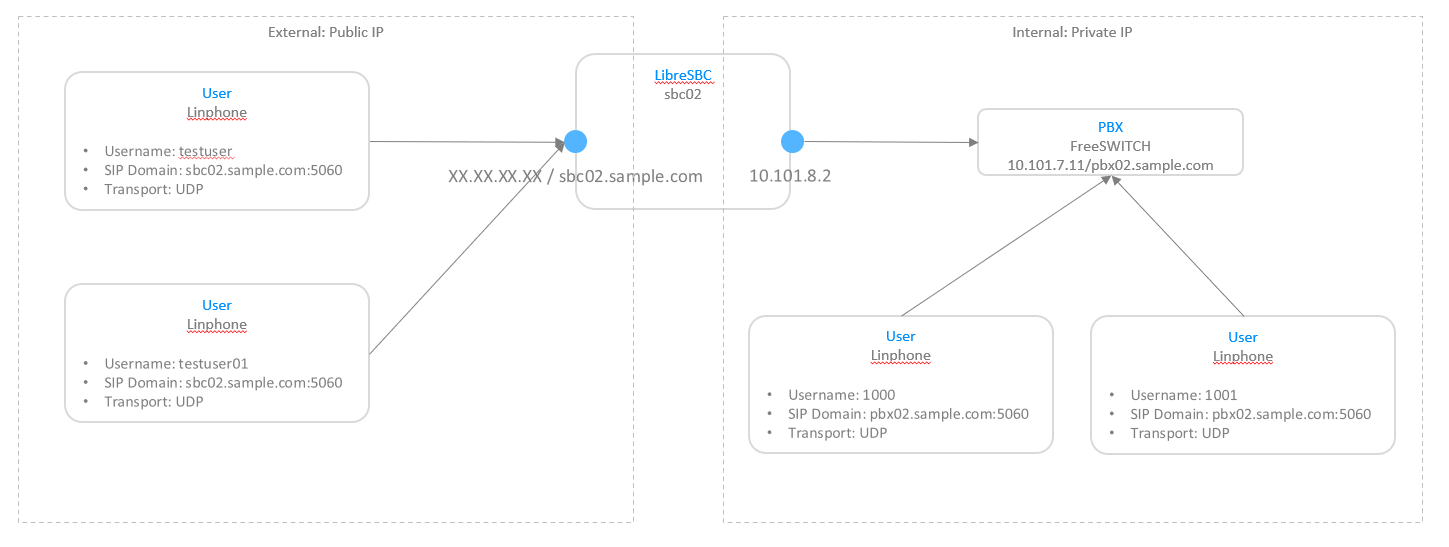 External: Public IP
User
Linphone
• Username: testuser
• SIP Domain: sbc02.sample.com:5060
• Transport: UDP
User
Linphone
• Username: testuser01
• SIP Domain: sbc02.sample.com:5060
• Transport: UDP
LibreSBC
sbc02
XX.XX.XX.XX / sbc02.sample.com
10.101.8.2
Internal: Private IP
PBX
FreeSWITCH
10.101.7.11/pbx02.sample.com
User
Linphone
• Username: 1000
• SIP Domain: pbx02.sample.com:5060
• Transport: UDP
User
Linphone
• Username: 1001
• SIP Domain: pbx02.sample.com:5060
• Transport: UDP